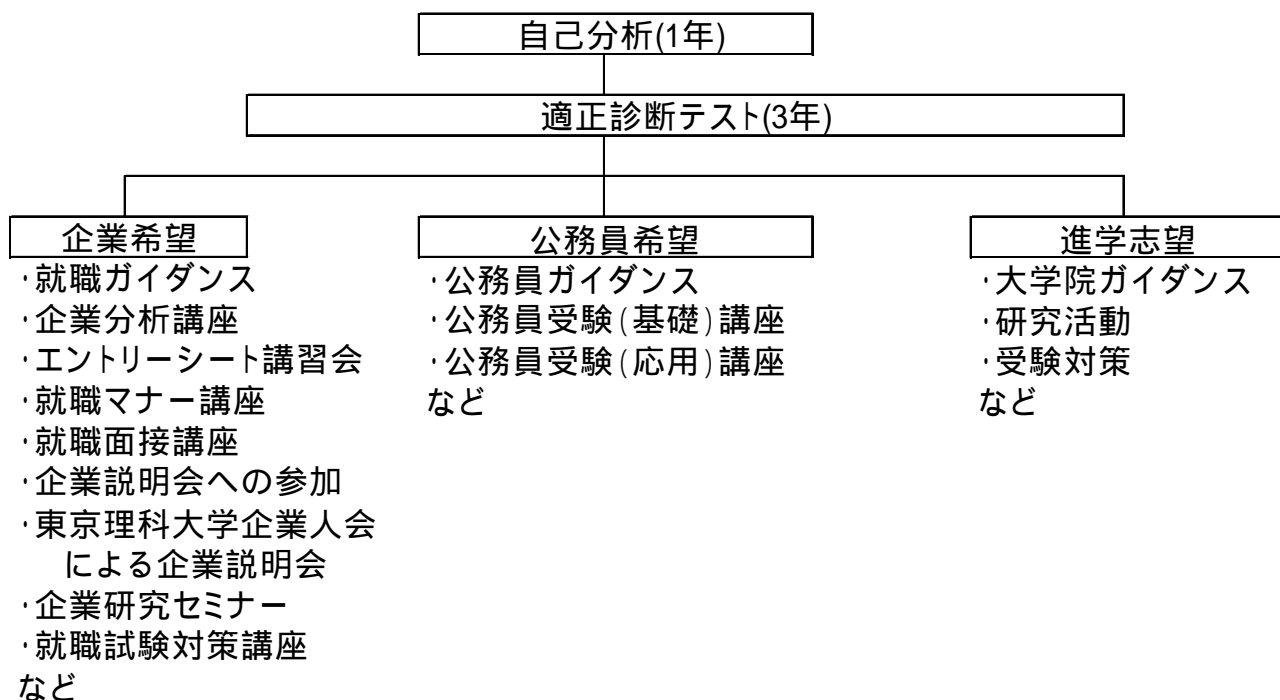 自己分析(1年)
適正診断テスト(3年)
企業希望
・就職ガイダンス
・企業分析講座
・エントリーシート講習会
・就職マナー講座
・就職面接講座
・企業説明会への参加
・東京理科大学企業人会
による企業説明会
・企業研究セミナー
・就職試験対策講座
など
公務員希望
・公務員ガイダンス
・公務員受験(基礎)講座
・公務員受験(応用)講座
など
進学志望
・大学院ガイダンス
・研究活動
・受験対策
など